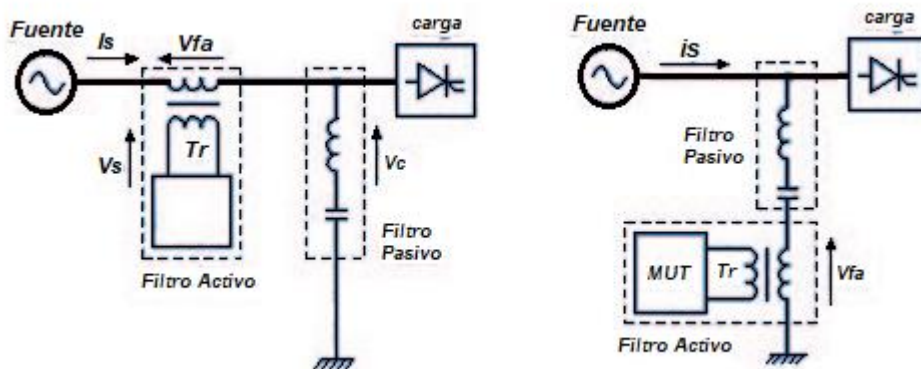 Fuente
Is
Vfa
carga
Vs
Tr
Vc
Filtro Activo
Filtro
Pasivo
Fuente
is
carga
Filtro
Pasivo
MUT
Tr
Vfa
Filtro Activo